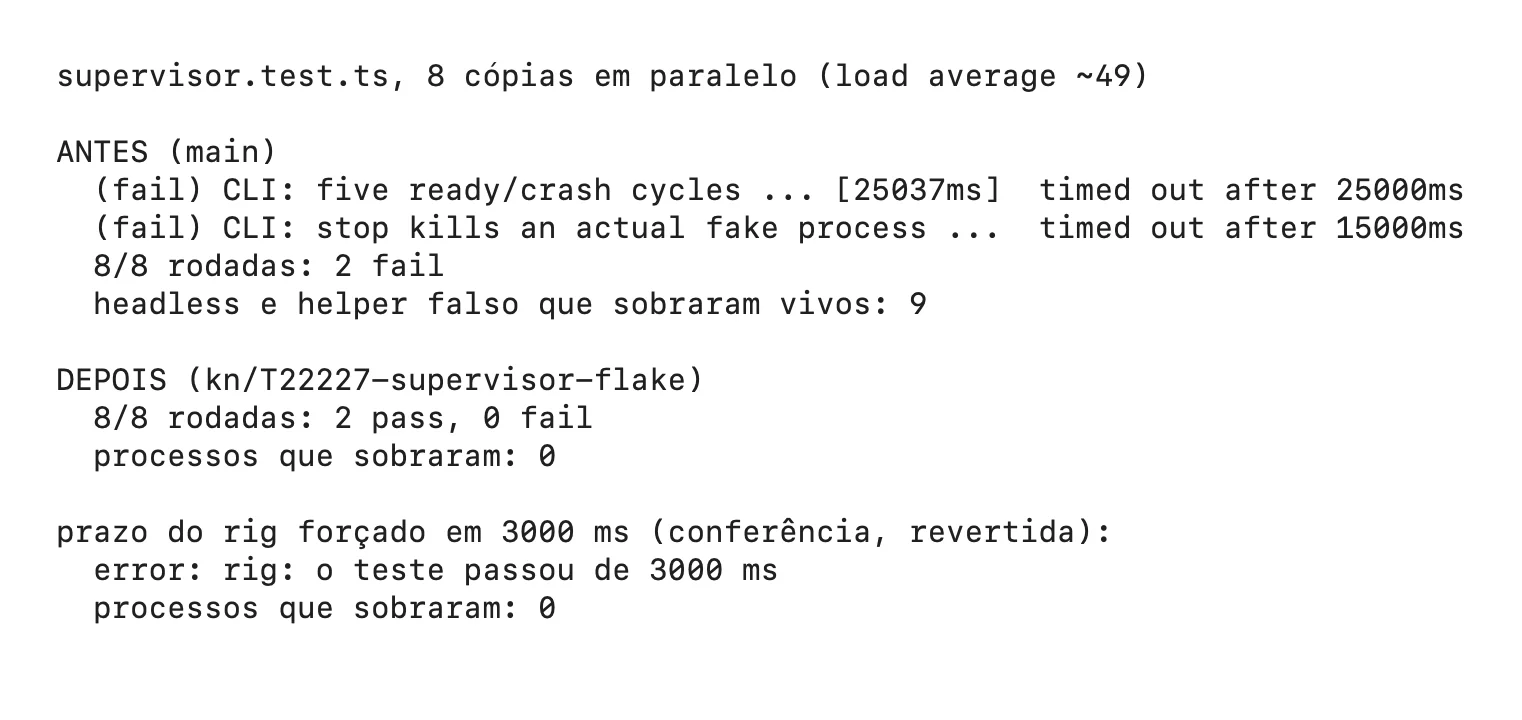 supervisor.test.ts, 8 cópias em paralelo (load average ~49)
ANTES (main)
(fail) CLI: five ready/crash cycles ... [25037ms]  timed out after 25000ms
(fail) CLI: stop kills an actual fake process ...  timed out after 15000ms
8/8 rodadas: 2 fail
headless e helper falso que sobraram vivos: 9
DEPOIS (kn/T22227-supervisor-flake)
8/8 rodadas: 2 pass, 0 fail
processos que sobraram: 0
prazo do rig forçado em 3000 ms (conferência, revertida):
error: rig: o teste passou de 3000 ms
processos que sobraram: 0